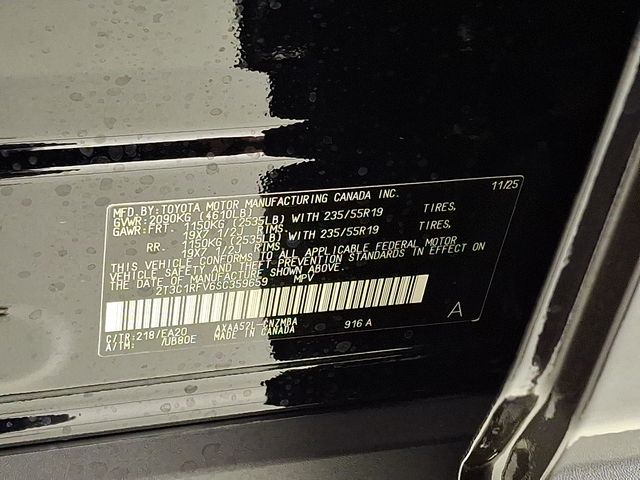 11/25
MFD.BY:TOYOTA MOTOR MANUFACTURING CANADA INC.
GVWR:2090KG (4610LB)
GAWR:FRT. 1150KG (2535LB) WITH 235/55R19 TIRES,
19X7 1/2J RIMS
RR. 1150KG (2535LB) WITH 235/55R19 TIRES,
19X7 1/2J RIMS
THIS VEHICLE CONFORMS TO ALL APPLICABLE FEDERAL MOTOR
VEHICLE SAFETY AND THEFT PREVENTION STANDARDS IN EFFECT ON
THE DATE OF MANUFACTURE SHOWN ABOVE.
2T3C1RFV6SC359659 MPV
A
C/TR:218/EA20 AXAA52L-CNZMBA 916 A
A/TM: /UB80E MADE IN CANADA